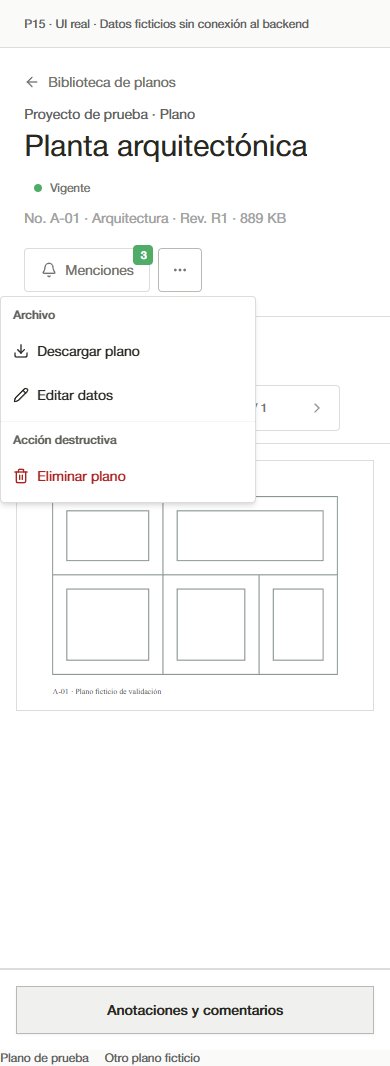 P15 · UI real · Datos ficticios sin conexión al backend
Biblioteca de planos
Proyecto de prueba · Plano
Planta arquitectónica
Vigente
No. A-01 · Arquitectura · Rev. R1 · 889 KB
Menciones
3
Archivo
Descargar plano
Editar datos
/ 1
Acción destructiva
Eliminar plano
A-01 · Plano ficticio de validación
Anotaciones y comentarios
Plano de prueba Otro plano ficticio